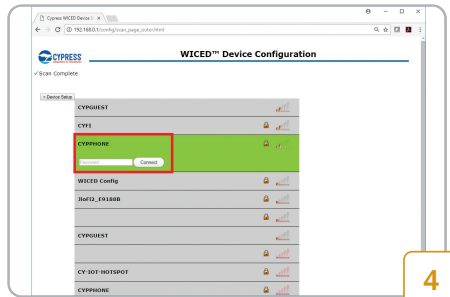 Cypress WICED Device S
192.168.0.1/config/scan_page_outer.html
CYPRESS
WICED™ Device Configuration
✓Scan Complete
< Device Setup
CYPGUEST
CYFI
CYPPHONE
Password
Connect
WICED Config
JioFi2_E9188B
CYPGUEST
CY-IOT-HOTSPOT
CYPPHONE
4